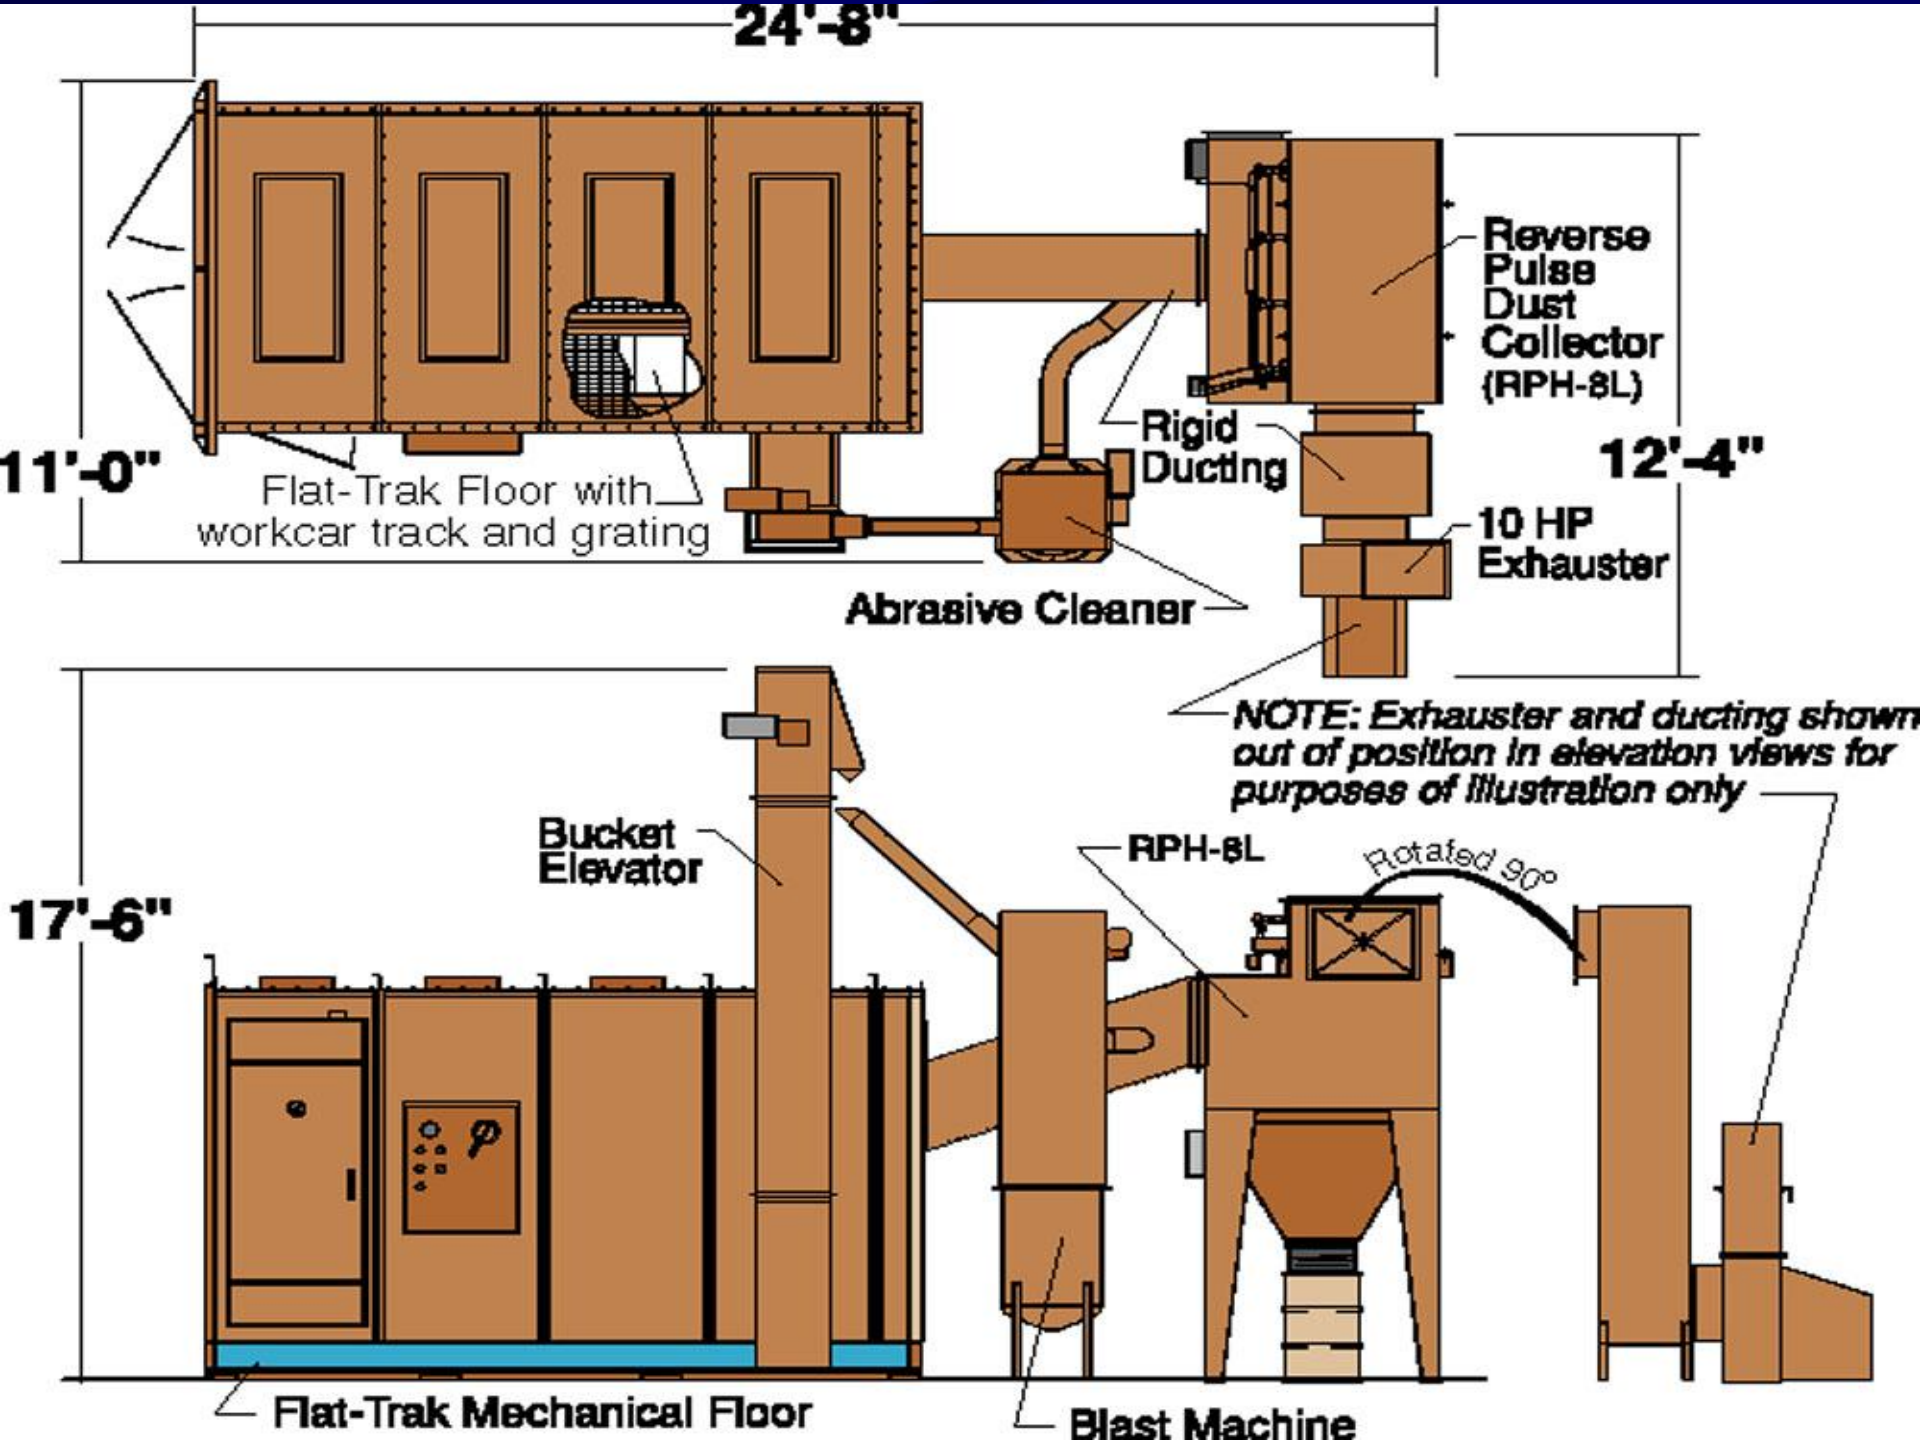 24'-8"
Reverse
Pulse
Dust
Collector
(RPH-8L)
Rigid
Ducting
11'-0"
12'-4"
Flat-Trak Floor with
workcar track and grating
10 HP
Exhauster
Abrasive Cleaner
NOTE: Exhauster and ducting shown
out of position in elevation views for
purposes of illustration only
Bucket
Elevator
RPH-8L
Rotated 90°
17'-6"
Flat-Trak Mechanical Floor
Blast Machine